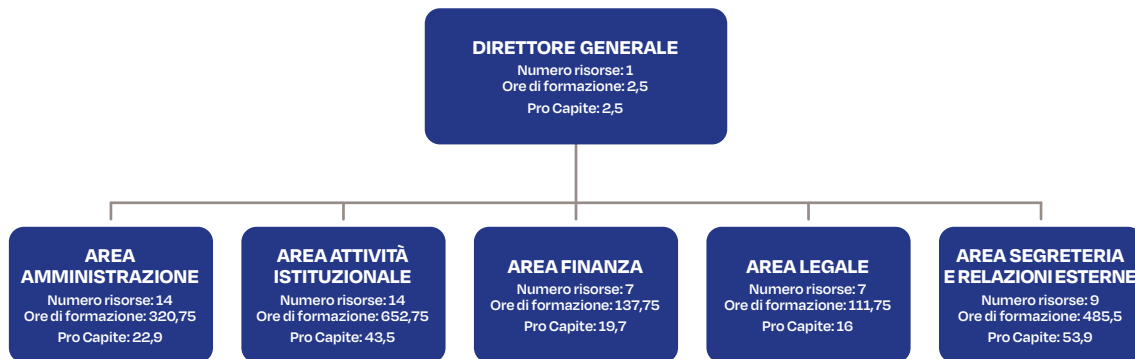 DIRETTORE GENERALE
Numero risorse: 1
Ore di formazione: 2,5
Pro Capite: 2,5
AREA
AMMINISTRAZIONE
Numero risorse: 14
Ore di formazione: 320,75
Pro Capite: 22,9
AREA ATTIVITÀ
ISTITUZIONALE
Numero risorse: 14
Ore di formazione: 652,75
Pro Capite: 43,5
AREA FINANZA
Numero risorse: 7
Ore di formazione: 137,75
Pro Capite: 19,7
AREA LEGALE
Numero risorse: 7
Ore di formazione: 111,75
Pro Capite: 16
AREA SEGRETERIA
E RELAZIONI ESTERNE
Numero risorse: 9
Ore di formazione: 485,5
Pro Capite: 53,9